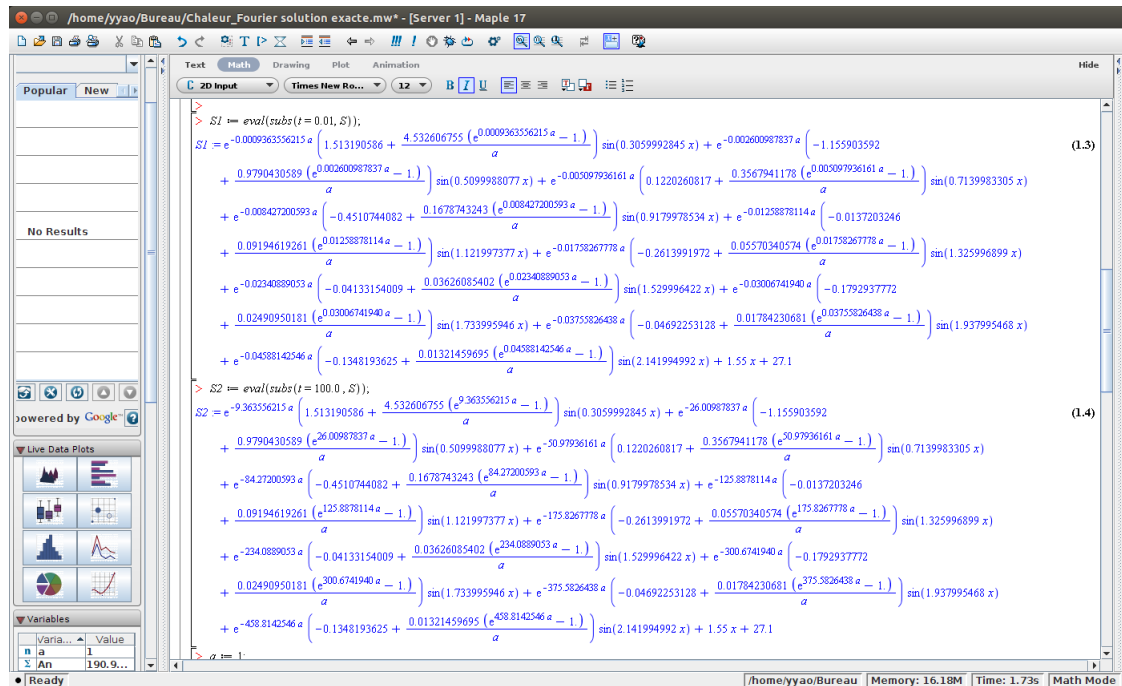 /home/yyao/Bureau/Chaleur_Fourier solution exacte.mw* - [Server 1] - Maple 17
Text Math Drawing Plot Animation Hide
C 2D Input Times New Ro... 12 B I U
Popular New
No Results
powered by Google™
Live Data Plots
Variables
Varia... Value
n a 1
Σ An 190.9...
>
> S1 := eval(subs(t = 0.01, S));
S1 := e^(-0.0009363556215 a) (1.513190586 + 4.532606755 (e^(0.0009363556215 a) - 1.)/a) sin(0.3059992845 x) + e^(-0.002600987837 a) (-1.155903592 (1.3)
+ 0.9790430589 (e^(0.002600987837 a) - 1.)/a) sin(0.5099988077 x) + e^(-0.005097936161 a) (0.1220260817 + 0.3567941178 (e^(0.005097936161 a) - 1.)/a) sin(0.7139983305 x)
+ e^(-0.008427200593 a) (-0.4510744082 + 0.1678743243 (e^(0.008427200593 a) - 1.)/a) sin(0.9179978534 x) + e^(-0.01258878114 a) (-0.0137203246
+ 0.09194619261 (e^(0.01258878114 a) - 1.)/a) sin(1.121997377 x) + e^(-0.01758267778 a) (-0.2613991972 + 0.05570340574 (e^(0.01758267778 a) - 1.)/a) sin(1.325996899 x)
+ e^(-0.02340889053 a) (-0.04133154009 + 0.03626085402 (e^(0.02340889053 a) - 1.)/a) sin(1.529996422 x) + e^(-0.03006741940 a) (-0.1792937772
+ 0.02490950181 (e^(0.03006741940 a) - 1.)/a) sin(1.733995946 x) + e^(-0.03755826438 a) (-0.04692253128 + 0.01784230681 (e^(0.03755826438 a) - 1.)/a) sin(1.937995468 x)
+ e^(-0.04588142546 a) (-0.1348193625 + 0.01321459695 (e^(0.04588142546 a) - 1.)/a) sin(2.141994992 x) + 1.55 x + 27.1
> S2 := eval(subs(t = 100.0, S));
S2 := e^(-9.363556215 a) (1.513190586 + 4.532606755 (e^(9.363556215 a) - 1.)/a) sin(0.3059992845 x) + e^(-26.00987837 a) (-1.155903592 (1.4)
+ 0.9790430589 (e^(26.00987837 a) - 1.)/a) sin(0.5099988077 x) + e^(-50.97936161 a) (0.1220260817 + 0.3567941178 (e^(50.97936161 a) - 1.)/a) sin(0.7139983305 x)
+ e^(-84.27200593 a) (-0.4510744082 + 0.1678743243 (e^(84.27200593 a) - 1.)/a) sin(0.9179978534 x) + e^(-125.8878114 a) (-0.0137203246
+ 0.09194619261 (e^(125.8878114 a) - 1.)/a) sin(1.121997377 x) + e^(-175.8267778 a) (-0.2613991972 + 0.05570340574 (e^(175.8267778 a) - 1.)/a) sin(1.325996899 x)
+ e^(-234.0889053 a) (-0.04133154009 + 0.03626085402 (e^(234.0889053 a) - 1.)/a) sin(1.529996422 x) + e^(-300.6741940 a) (-0.1792937772
+ 0.02490950181 (e^(300.6741940 a) - 1.)/a) sin(1.733995946 x) + e^(-375.5826438 a) (-0.04692253128 + 0.01784230681 (e^(375.5826438 a) - 1.)/a) sin(1.937995468 x)
+ e^(-458.8142546 a) (-0.1348193625 + 0.01321459695 (e^(458.8142546 a) - 1.)/a) sin(2.141994992 x) + 1.55 x + 27.1
> a := 1:
Ready /home/yyao/Bureau Memory: 16.18M Time: 1.73s Math Mode